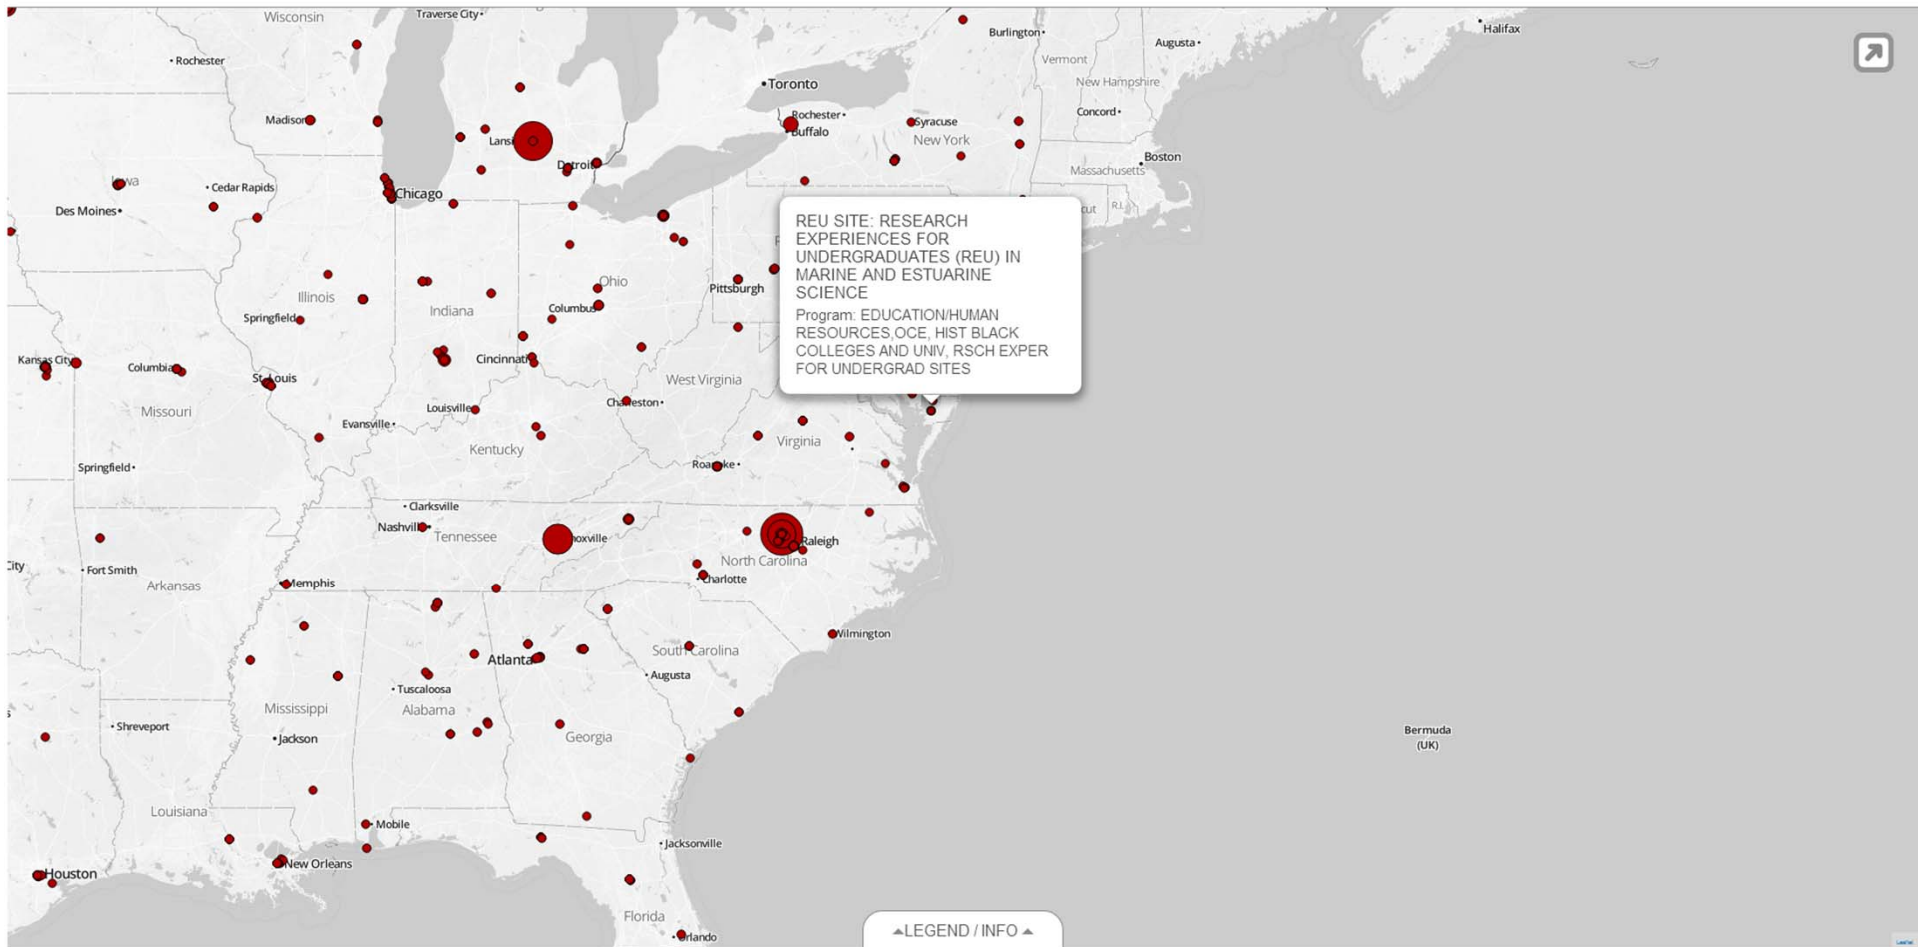 Wisconsin
Traverse City
Halifax
Burlington
Augusta
Rochester
Vermont
Toronto
New Hampshire
Rochester
Concord
Madison
Syracuse
Buffalo
New York
Lansi
Detroit
Boston
Massachusetts
Iowa
Cedar Rapids
Chicago
Des Moines
cut
R.I.
REU SITE: RESEARCH
EXPERIENCES FOR
UNDERGRADUATES (REU) IN
MARINE AND ESTUARINE
SCIENCE
Program: EDUCATION/HUMAN
RESOURCES,OCE, HIST BLACK
COLLEGES AND UNIV, RSCH EXPER
FOR UNDERGRAD SITES
P
Ohio
Pittsburgh
Illinois
Indiana
Columbus
Springfield
Kansas City
Columbia
Cincinnati
St. Louis
West Virginia
Charleston
Missouri
Louisville
Evansville
Kentucky
Virginia
Springfield
Roanoke
Clarksville
Nashville
Tennessee
noxville
Raleigh
North Carolina
City
Fort Smith
Charlotte
Arkansas
Memphis
Wilmington
South Carolina
Atlanta
Augusta
Tuscaloosa
Mississippi
Alabama
s
Shreveport
Jackson
Georgia
Bermuda
(UK)
Louisiana
Mobile
Jacksonville
New Orleans
Houston
Florida
LEGEND / INFO
Orlando
Leaflet